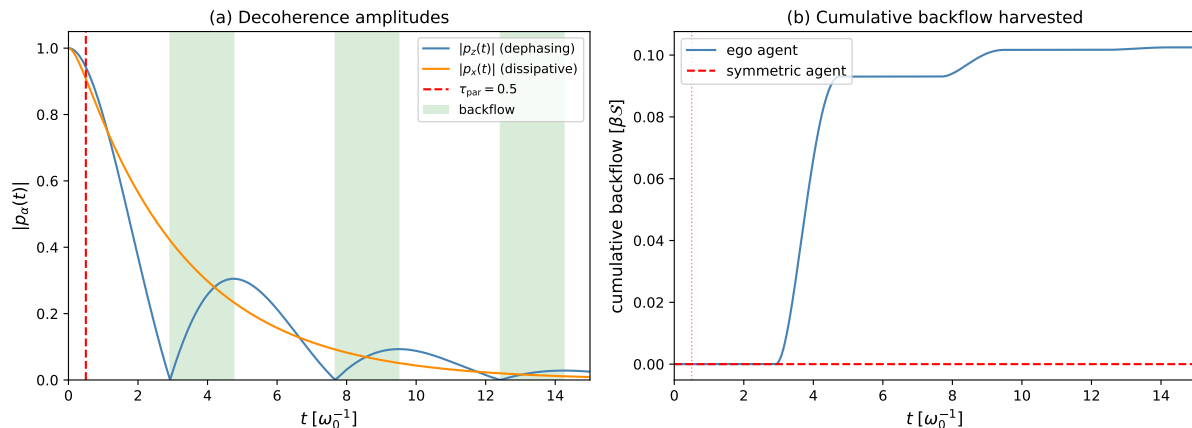 (a) Decoherence amplitudes
|p_z(t)| (dephasing)
|p_x(t)| (dissipative)
τ_par = 0.5
backflow
|p_α(t)|
1.0
0.8
0.6
0.4
0.2
0.0
0 2 4 6 8 10 12 14
t [ω₀⁻¹]
(b) Cumulative backflow harvested
ego agent
symmetric agent
cumulative backflow [β𝒮]
0.10
0.08
0.06
0.04
0.02
0.00
0 2 4 6 8 10 12 14
t [ω₀⁻¹]